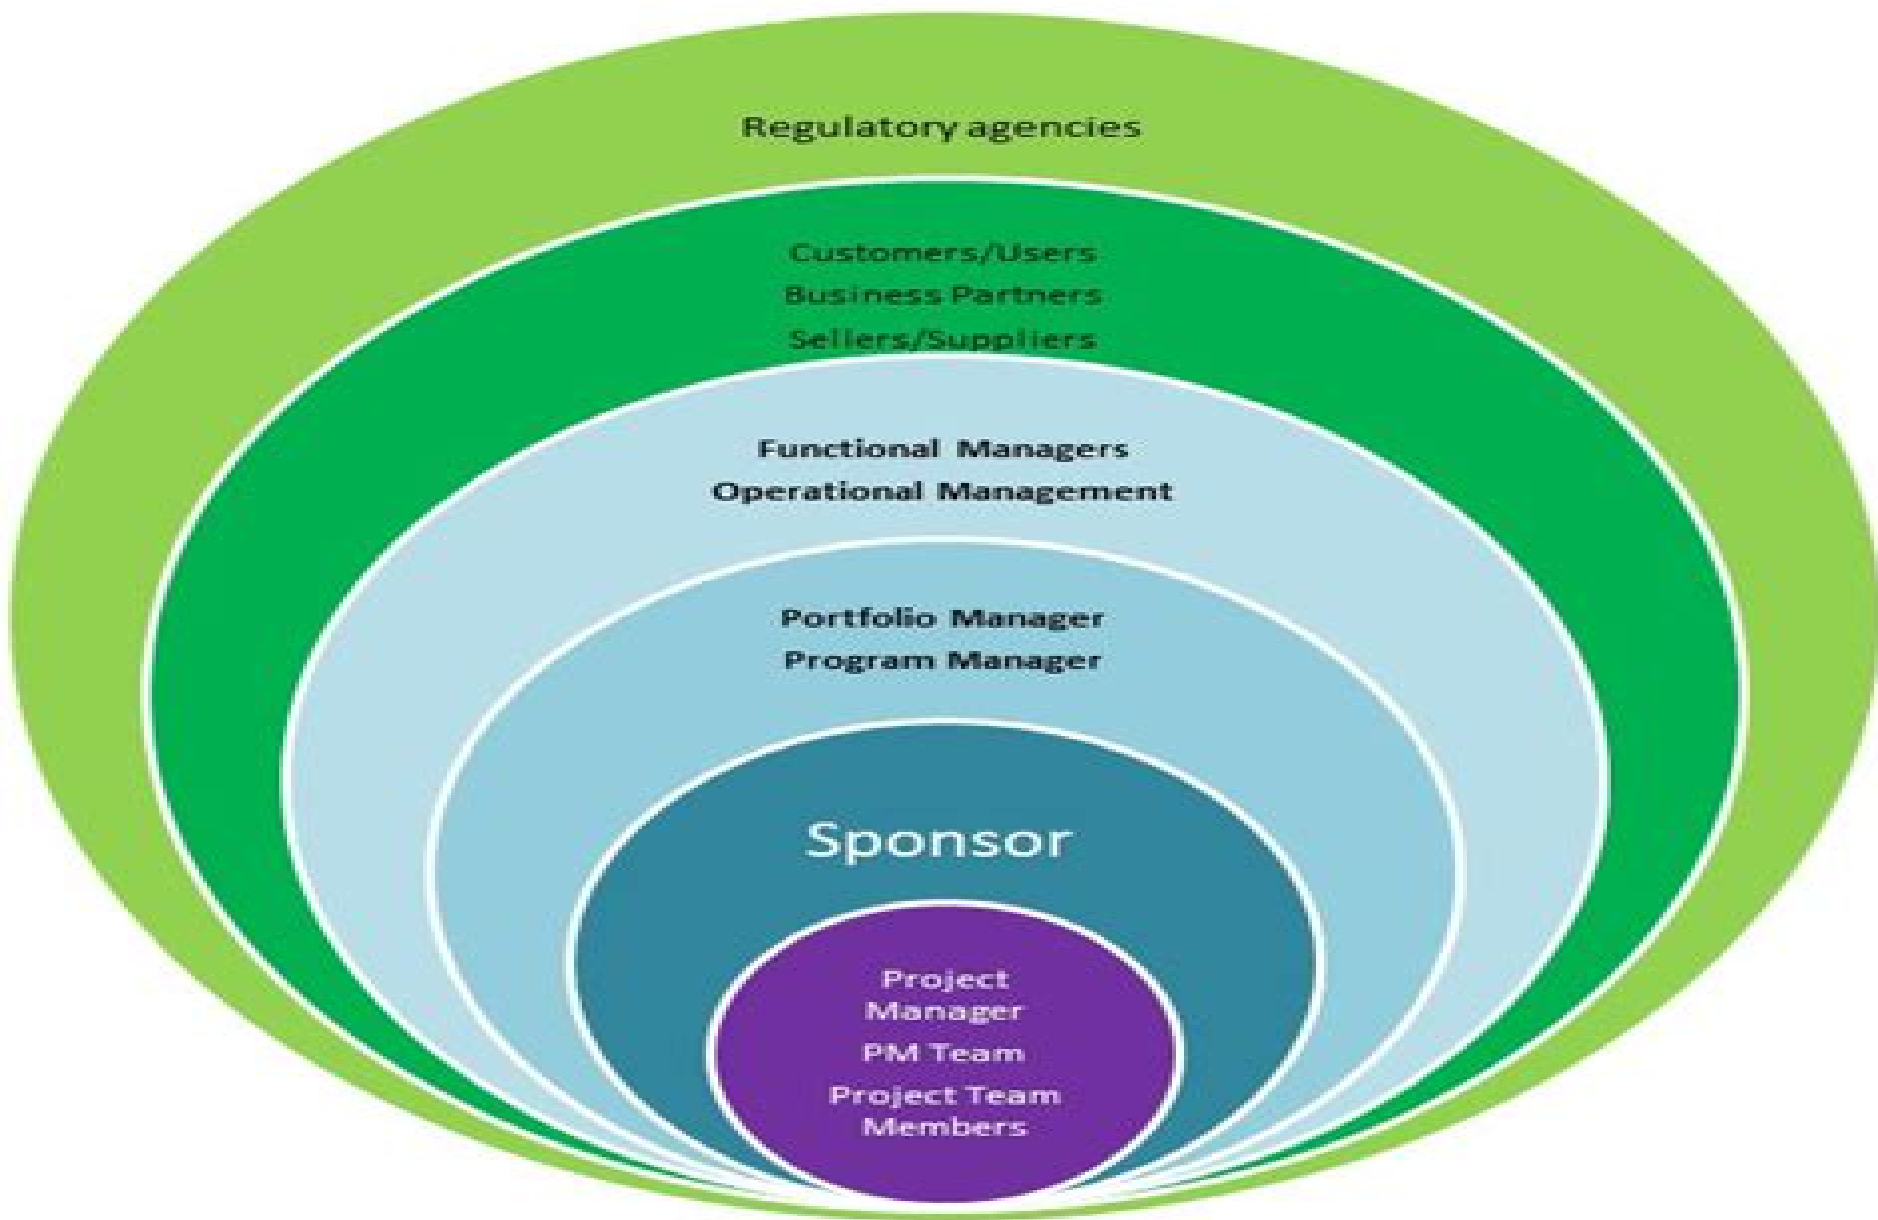 Regulatory agencies
Customers/Users
Business Partners
Sellers/Suppliers
Functional Managers
Operational Management
Portfolio Manager
Program Manager
Sponsor
Project
Manager
PM Team
Project Team
Members